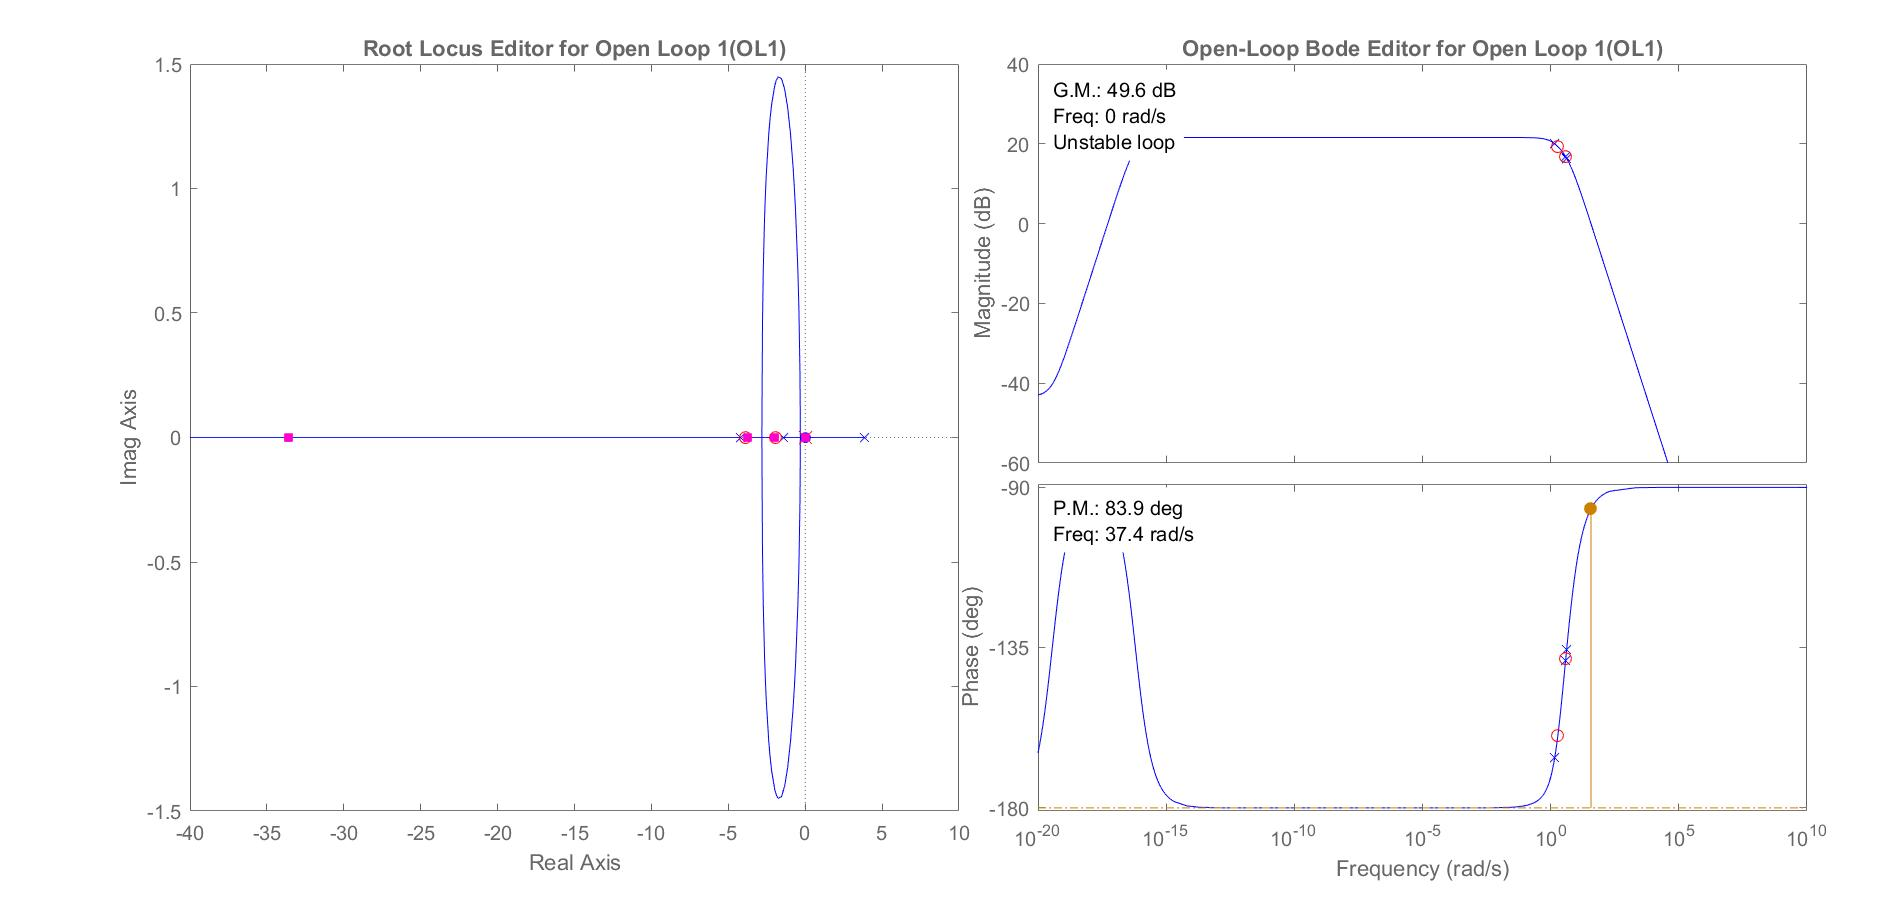 Root Locus Editor for Open Loop 1(OL1)
1.5
1
0.5
0
-0.5
-1
-1.5
Imag Axis
-40 -35 -30 -25 -20 -15 -10 -5 0 5 10
Real Axis
Open-Loop Bode Editor for Open Loop 1(OL1)
G.M.: 49.6 dB
Freq: 0 rad/s
Unstable loop
40
20
0
-20
-40
-60
Magnitude (dB)
P.M.: 83.9 deg
Freq: 37.4 rad/s
-90
-135
-180
Phase (deg)
10^-20 10^-15 10^-10 10^-5 10^0 10^5 10^10
Frequency (rad/s)